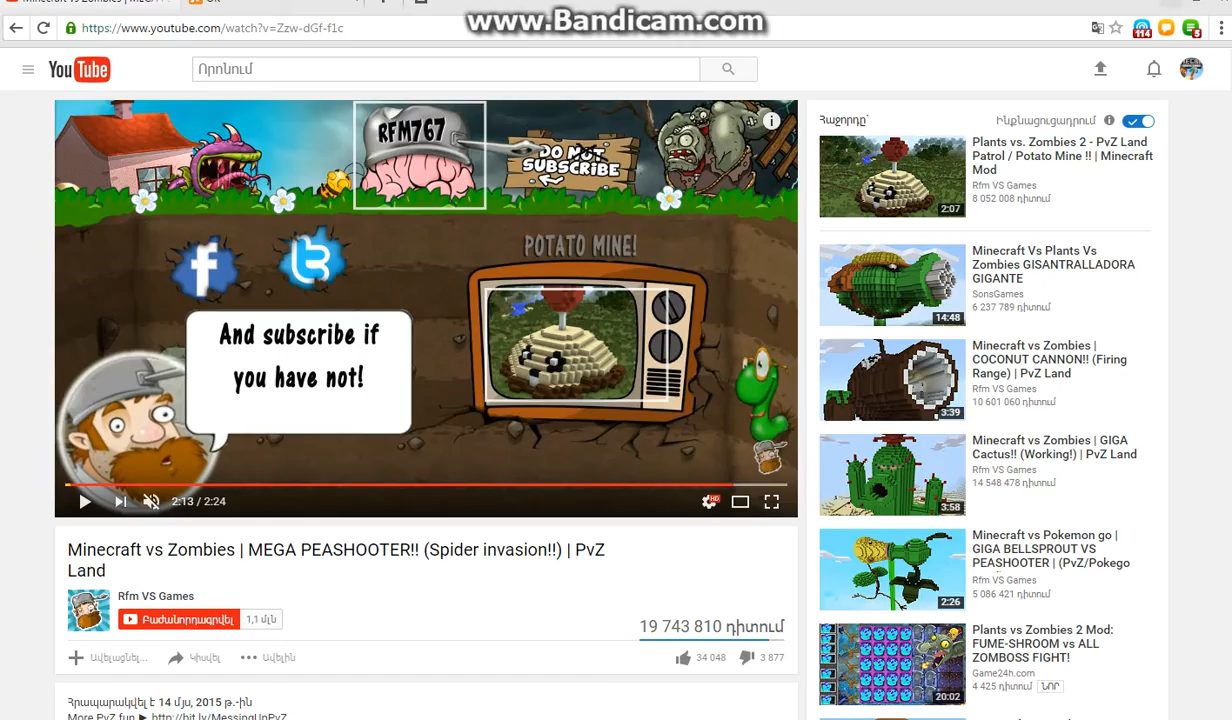 Minecraft vs Zombies | MEGA
www.Bandicam.com
https://www.youtube.com/watch?v=Zzw-dGf-f1c
114
5
YouTube
Որոնում
RFM767
DO NOT
SUBSCRIBE
POTATO MINE!
And subscribe if
you have not!
2:13 / 2:24
HD
Minecraft vs Zombies | MEGA PEASHOOTER!! (Spider invasion!!) | PvZ
Land
Rfm VS Games
Բաժանորդագրվել
1,1 մլն
19 743 810 դիտում
Ավելացնել...
Կիսվել
Ավելին
34 048
3 877
Հրապարակվել է 14 մյս, 2015 թ.-ին
More PvZ fun ► http://bit.ly/MessingUpPvZ
Հաջորդը՝
Ինքնացուցադրում
Plants vs. Zombies 2 - PvZ Land
Patrol / Potato Mine !! | Minecraft
Mod
Rfm VS Games
8 052 008 դիտում
2:07
Minecraft Vs Plants Vs
Zombies GISANTRALLADORA
GIGANTE
SonsGames
6 237 789 դիտում
14:48
Minecraft vs Zombies |
COCONUT CANNON!! (Firing
Range) | PvZ Land
Rfm VS Games
10 601 060 դիտում
3:39
Minecraft vs Zombies | GIGA
Cactus!! (Working!) | PvZ Land
Rfm VS Games
14 548 478 դիտում
3:58
Minecraft vs Pokemon go |
GIGA BELLSPROUT VS
PEASHOOTER | (PvZ/Pokego
Rfm VS Games
5 086 421 դիտում
2:26
Plants vs Zombies 2 Mod:
FUME-SHROOM vs ALL
ZOMBOSS FIGHT!
Game24h.com
4 425 դիտում
ՆՈՐ
20:02